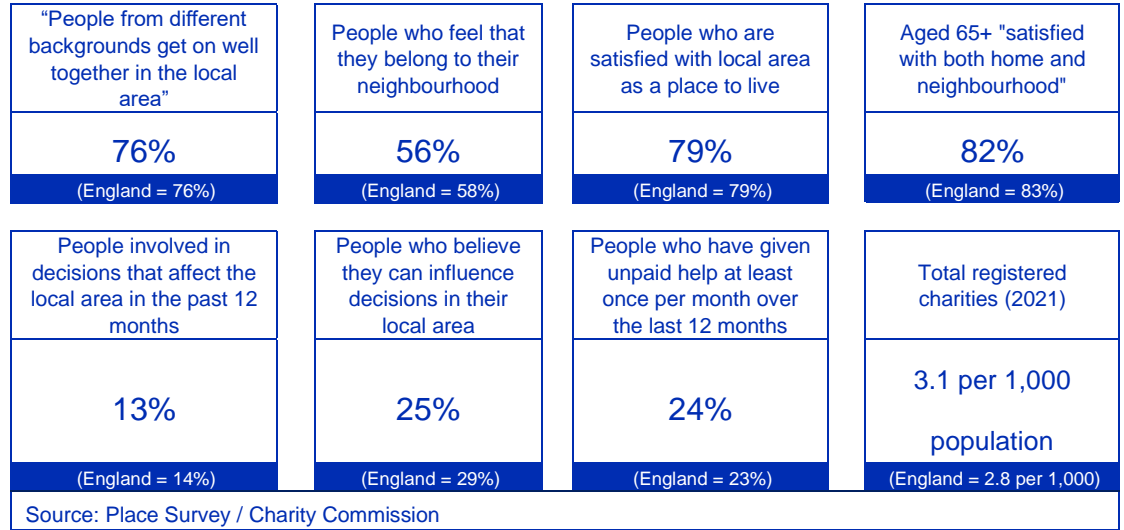 “People from different
backgrounds get on well
together in the local
area”
76%
(England = 76%)
People who feel that
they belong to their
neighbourhood
56%
(England = 58%)
People who are
satisfied with local area
as a place to live
79%
(England = 79%)
Aged 65+ "satisfied
with both home and
neighbourhood"
82%
(England = 83%)
People involved in
decisions that affect the
local area in the past 12
months
13%
(England = 14%)
People who believe
they can influence
decisions in their
local area
25%
(England = 29%)
People who have given
unpaid help at least
once per month over
the last 12 months
24%
(England = 23%)
Total registered
charities (2021)
3.1 per 1,000
population
(England = 2.8 per 1,000)
Source: Place Survey / Charity Commission